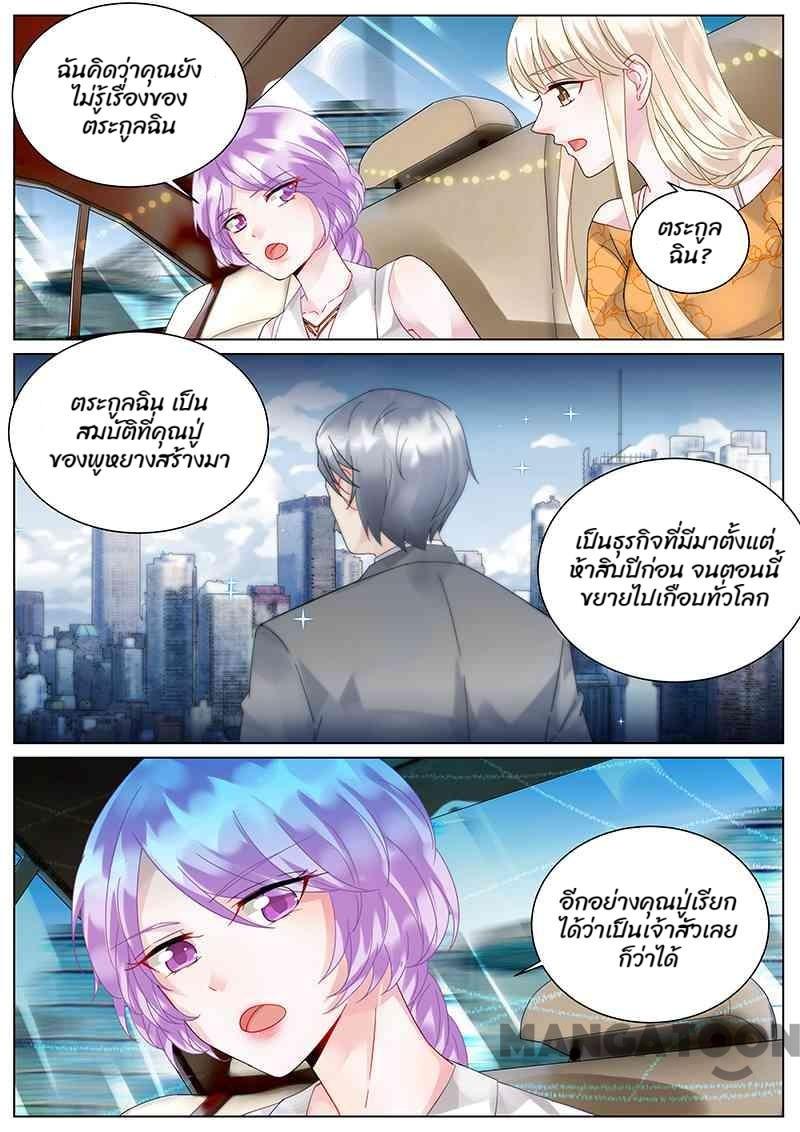 ฉันคิดว่าคุณยัง
ไม่รู้เรื่องของ
ตระกูลฉิน
ตระกูล
ฉิน?
ตระกูลฉิน เป็น
สมบัติที่คุณปู่
ของพูหยางสร้างมา
เป็นธุรกิจที่มีมาตั้งแต่
ห้าสิบปีก่อน จนตอนนี้
ขยายไปเกือบทั่วโลก
อีกอย่างคุณปู่เรียก
ได้ว่าเป็นเจ้าสัวเลย
ก็ว่าได้
MANGATOON